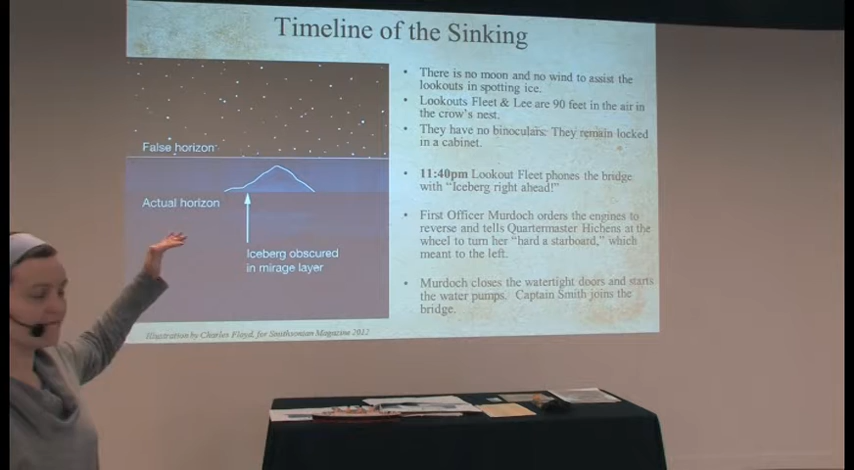 Timeline of the Sinking
False horizon
Actual horizon
Iceberg obscured
in mirage layer
Illustration by Charles Floyd, for Smithsonian Magazine 2012
• There is no moon and no wind to assist the
lookouts in spotting ice.
• Lookouts Fleet & Lee are 90 feet in the air in
the crow's nest.
• They have no binoculars. They remain locked
in a cabinet.
• 11:40pm Lookout Fleet phones the bridge
with "Iceberg right ahead!"
• First Officer Murdoch orders the engines to
reverse and tells Quartermaster Hichens at the
wheel to turn her "hard a starboard," which
meant to the left.
• Murdoch closes the watertight doors and starts
the water pumps. Captain Smith joins the
bridge.